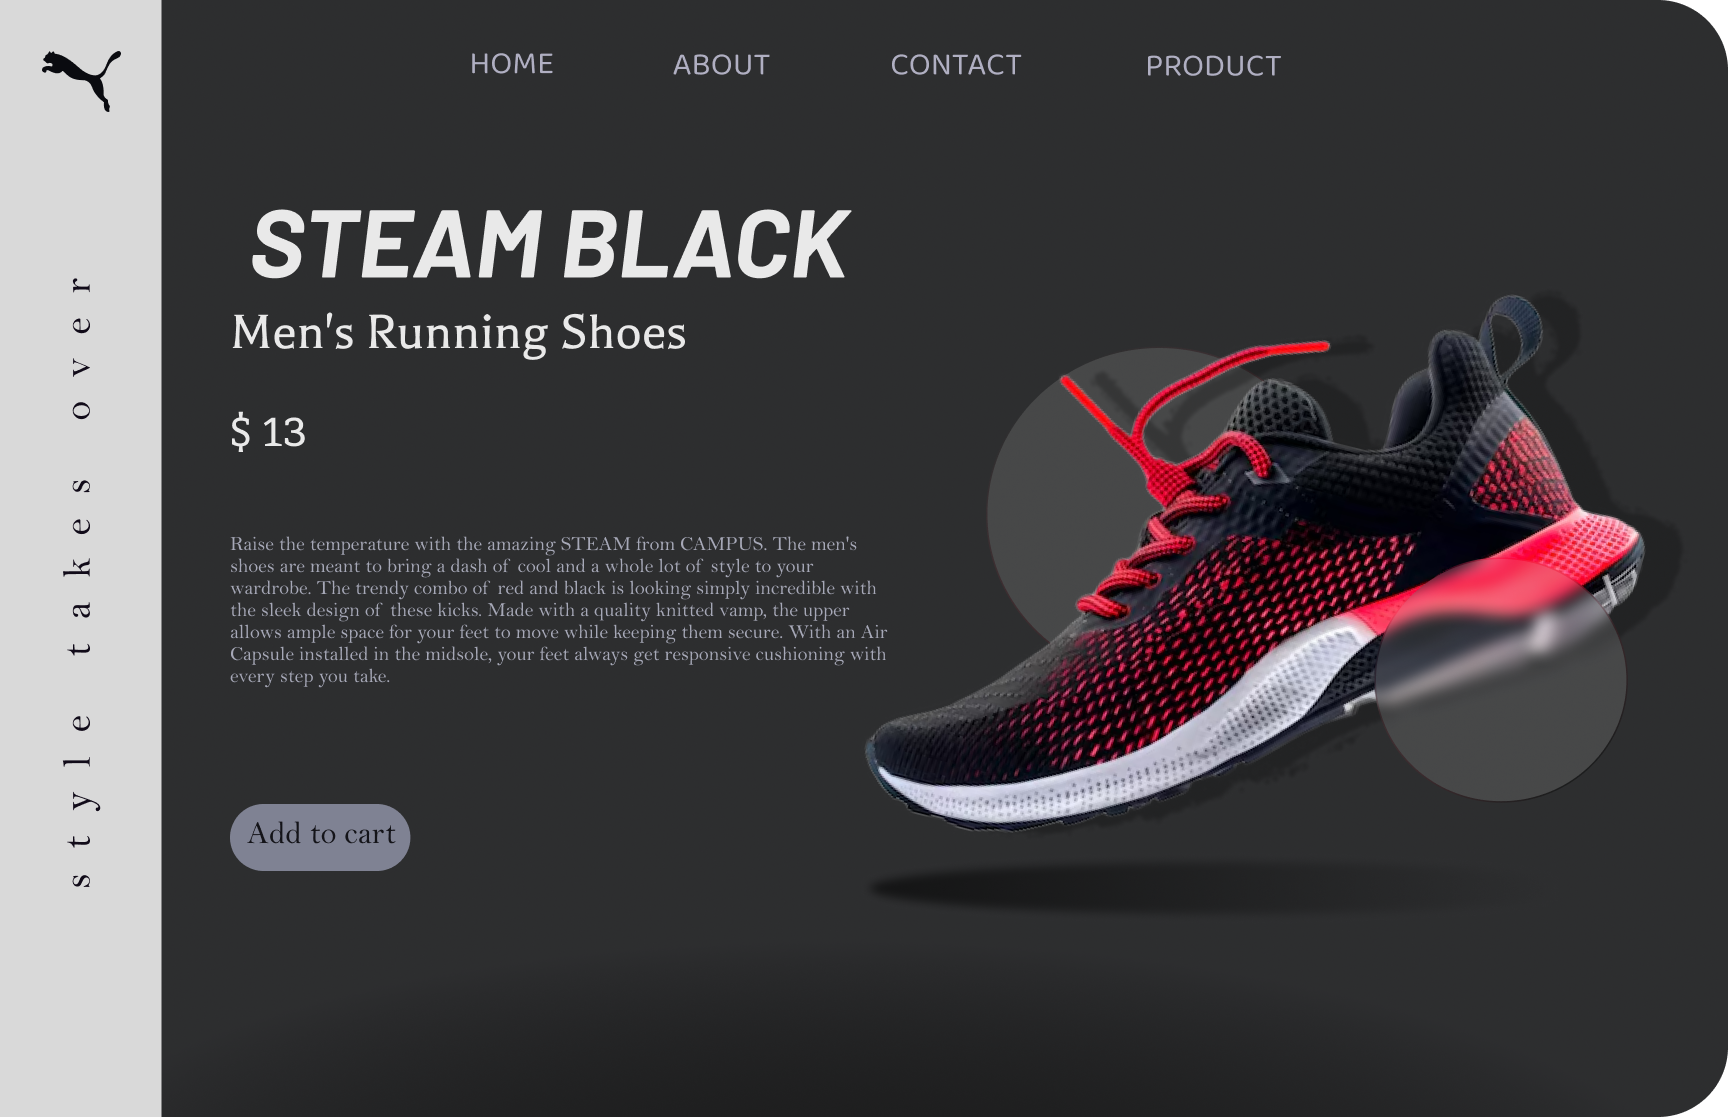 HOME
ABOUT
CONTACT
PRODUCT
style takes over
STEAM BLACK
Men's Running Shoes
$ 13
Raise the temperature with the amazing STEAM from CAMPUS. The men's
shoes are meant to bring a dash of cool and a whole lot of style to your
wardrobe. The trendy combo of red and black is looking simply incredible with
the sleek design of these kicks. Made with a quality knitted vamp, the upper
allows ample space for your feet to move while keeping them secure. With an Air
Capsule installed in the midsole, your feet always get responsive cushioning with
every step you take.
Add to cart